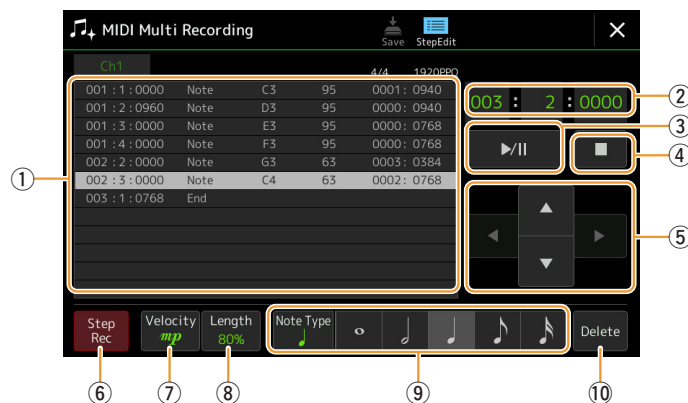 MIDI Multi Recording
Save StepEdit
Ch1
4/4 1920PPQ
001 : 1 : 0000 Note C3 95 0001 : 0940
001 : 2 : 0960 Note D3 95 0000 : 0940
001 : 3 : 0000 Note E3 95 0000 : 0768
001 : 4 : 0000 Note F3 95 0000 : 0768
002 : 2 : 0000 Note G3 63 0003 : 0384
002 : 3 : 0000 Note C4 63 0002 : 0768
003 : 1 : 0768 End
003 : 2 : 0000
①
②
③
④
⑤
Step Rec
Velocity
mp
Length
80%
Note Type
Delete
⑥ ⑦ ⑧ ⑨ ⑩